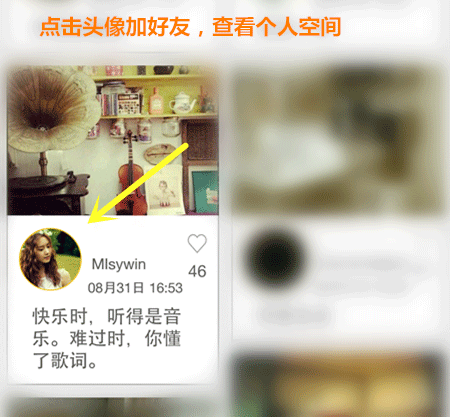 点击头像加好友，查看个人空间
MIsywin
46
08月31日 16:53
快乐时，听得是音
乐。难过时，你懂
了歌词。